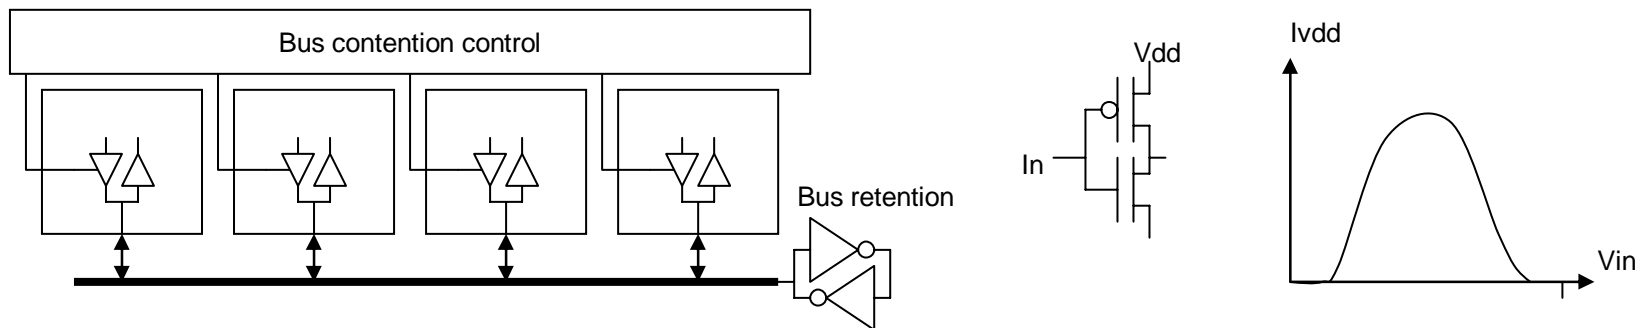 Bus contention control
Bus retention
Vdd
In
Ivdd
Vin